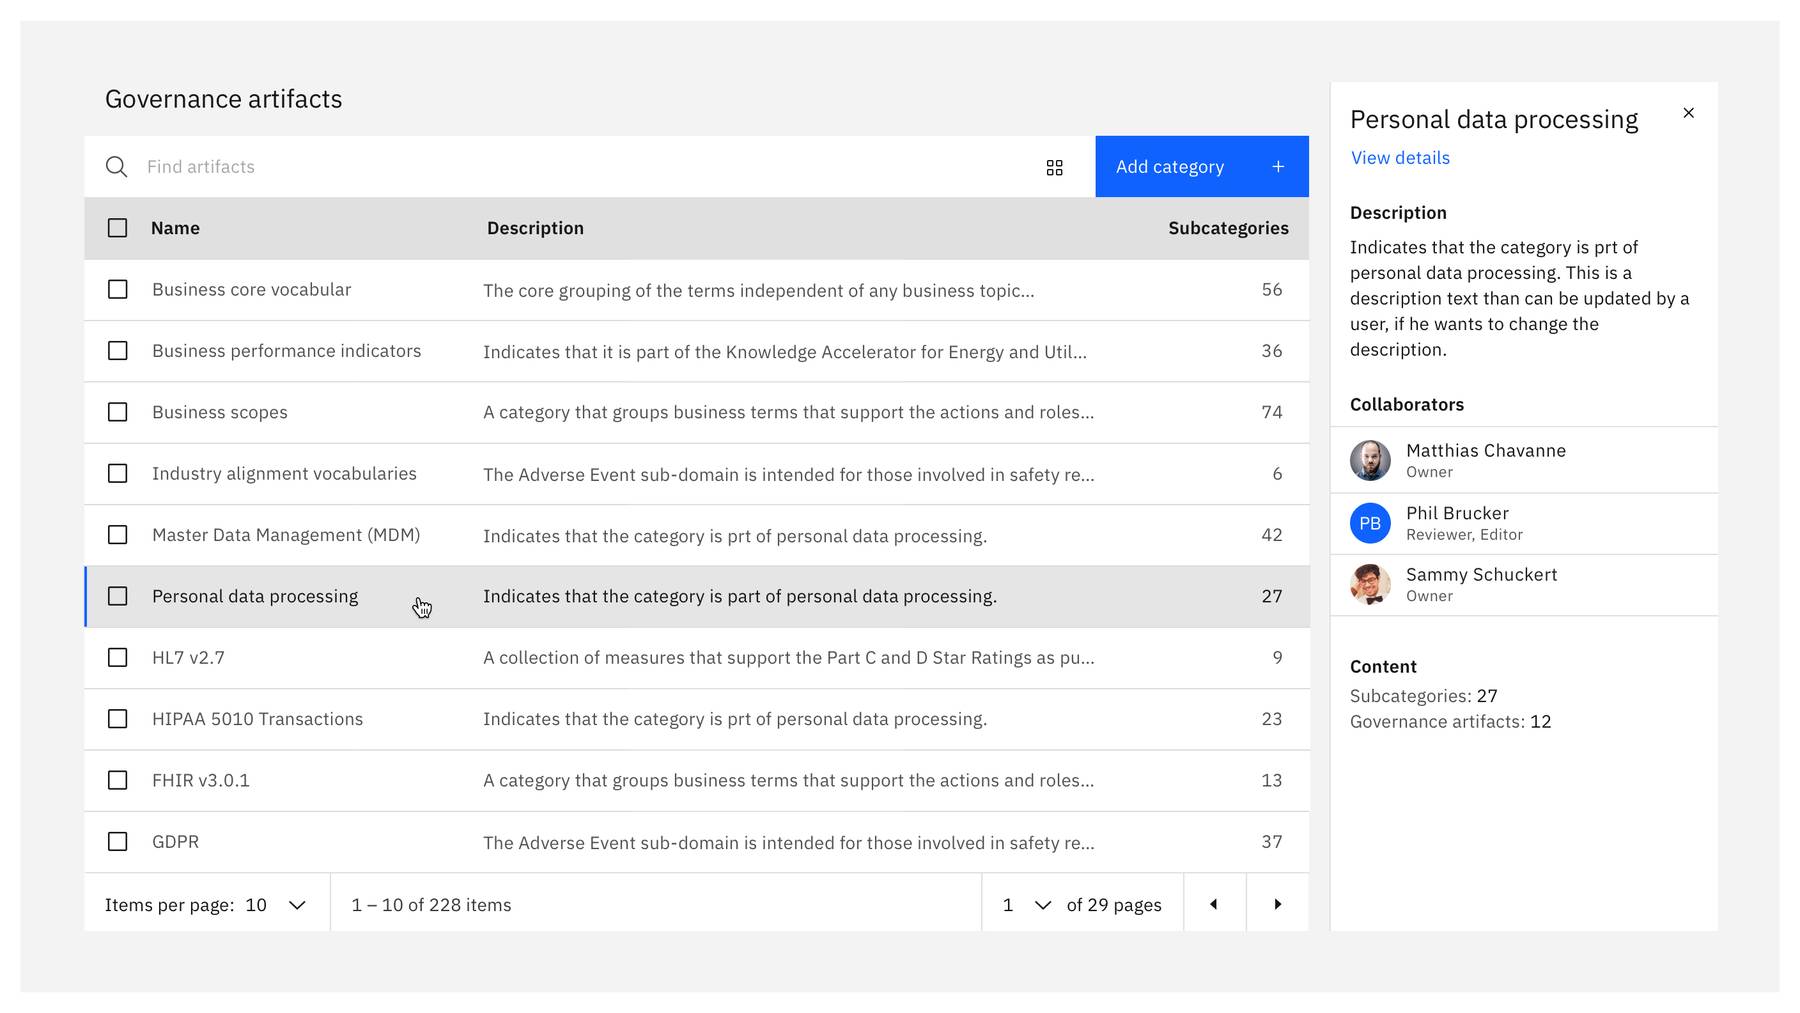 Governance artifacts
Find artifacts
Add category +
Name Description Subcategories
Business core vocabular The core grouping of the terms independent of any business topic... 56
Business performance indicators Indicates that it is part of the Knowledge Accelerator for Energy and Util... 36
Business scopes A category that groups business terms that support the actions and roles... 74
Industry alignment vocabularies The Adverse Event sub-domain is intended for those involved in safety re... 6
Master Data Management (MDM) Indicates that the category is prt of personal data processing. 42
Personal data processing Indicates that the category is part of personal data processing. 27
HL7 v2.7 A collection of measures that support the Part C and D Star Ratings as pu... 9
HIPAA 5010 Transactions Indicates that the category is prt of personal data processing. 23
FHIR v3.0.1 A category that groups business terms that support the actions and roles... 13
GDPR The Adverse Event sub-domain is intended for those involved in safety re... 37
Items per page: 10 1 – 10 of 228 items 1 of 29 pages
Personal data processing
View details
Description
Indicates that the category is prt of
personal data processing. This is a
description text than can be updated by a
user, if he wants to change the
description.
Collaborators
Matthias Chavanne
Owner
PB
Phil Brucker
Reviewer, Editor
Sammy Schuckert
Owner
Content
Subcategories: 27
Governance artifacts: 12